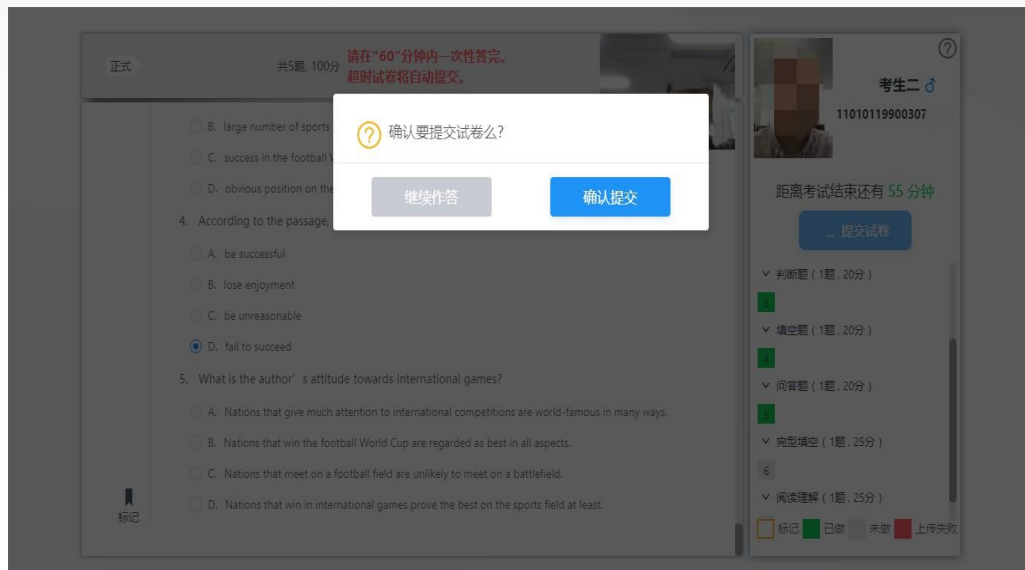 正式
共5题, 100分
请在"60"分钟内一次性答完。
超时试卷将自动提交。
考生二
11010119900307
距离考试结束还有 55 分钟
提交试卷
确认要提交试卷么?
继续作答
确认提交
B. large number of sports
C. success in the football
D. obvious position on the
4. According to the passage,
A. be successful
B. lose enjoyment
C. be unreasonable
D. fail to succeed
5. What is the author's attitude towards international games?
A. Nations that give much attention to international competitions are world-famous in many ways.
B. Nations that win the football World Cup are regarded as best in all aspects.
C. Nations that meet on a football field are unlikely to meet on a battlefield.
D. Nations that win in international games prove the best on the sports field at least.
标记
判断题 ( 1题 , 20分 )
3
填空题 ( 1题 , 20分 )
4
问答题 ( 1题 , 20分 )
5
完型填空 ( 1题 , 25分 )
6
阅读理解 ( 1题 , 25分 )
标记 已做 未做 上传失败